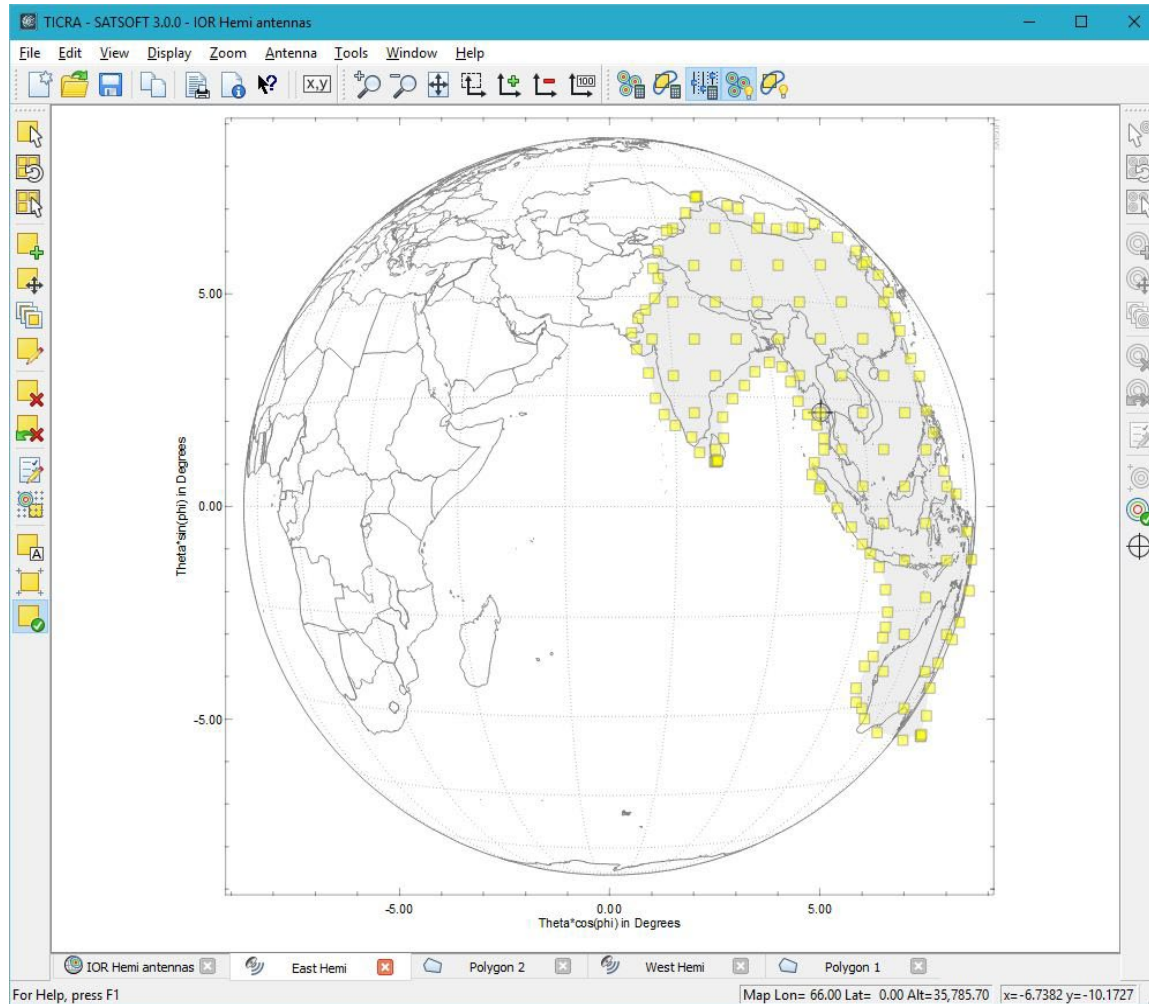 TICRA - SATSOFT 3.0.0 - IOR Hemi antennas
File Edit View Display Zoom Antenna Tools Window Help
x,y
100
5.00
0.00
-5.00
Theta*sin(phi) in Degrees
-5.00 0.00 5.00
Theta*cos(phi) in Degrees
A
IOR Hemi antennas East Hemi Polygon 2 West Hemi Polygon 1
For Help, press F1 Map Lon= 66.00 Lat= 0.00 Alt=35,785.70 x=-6.7382 y=-10.1727